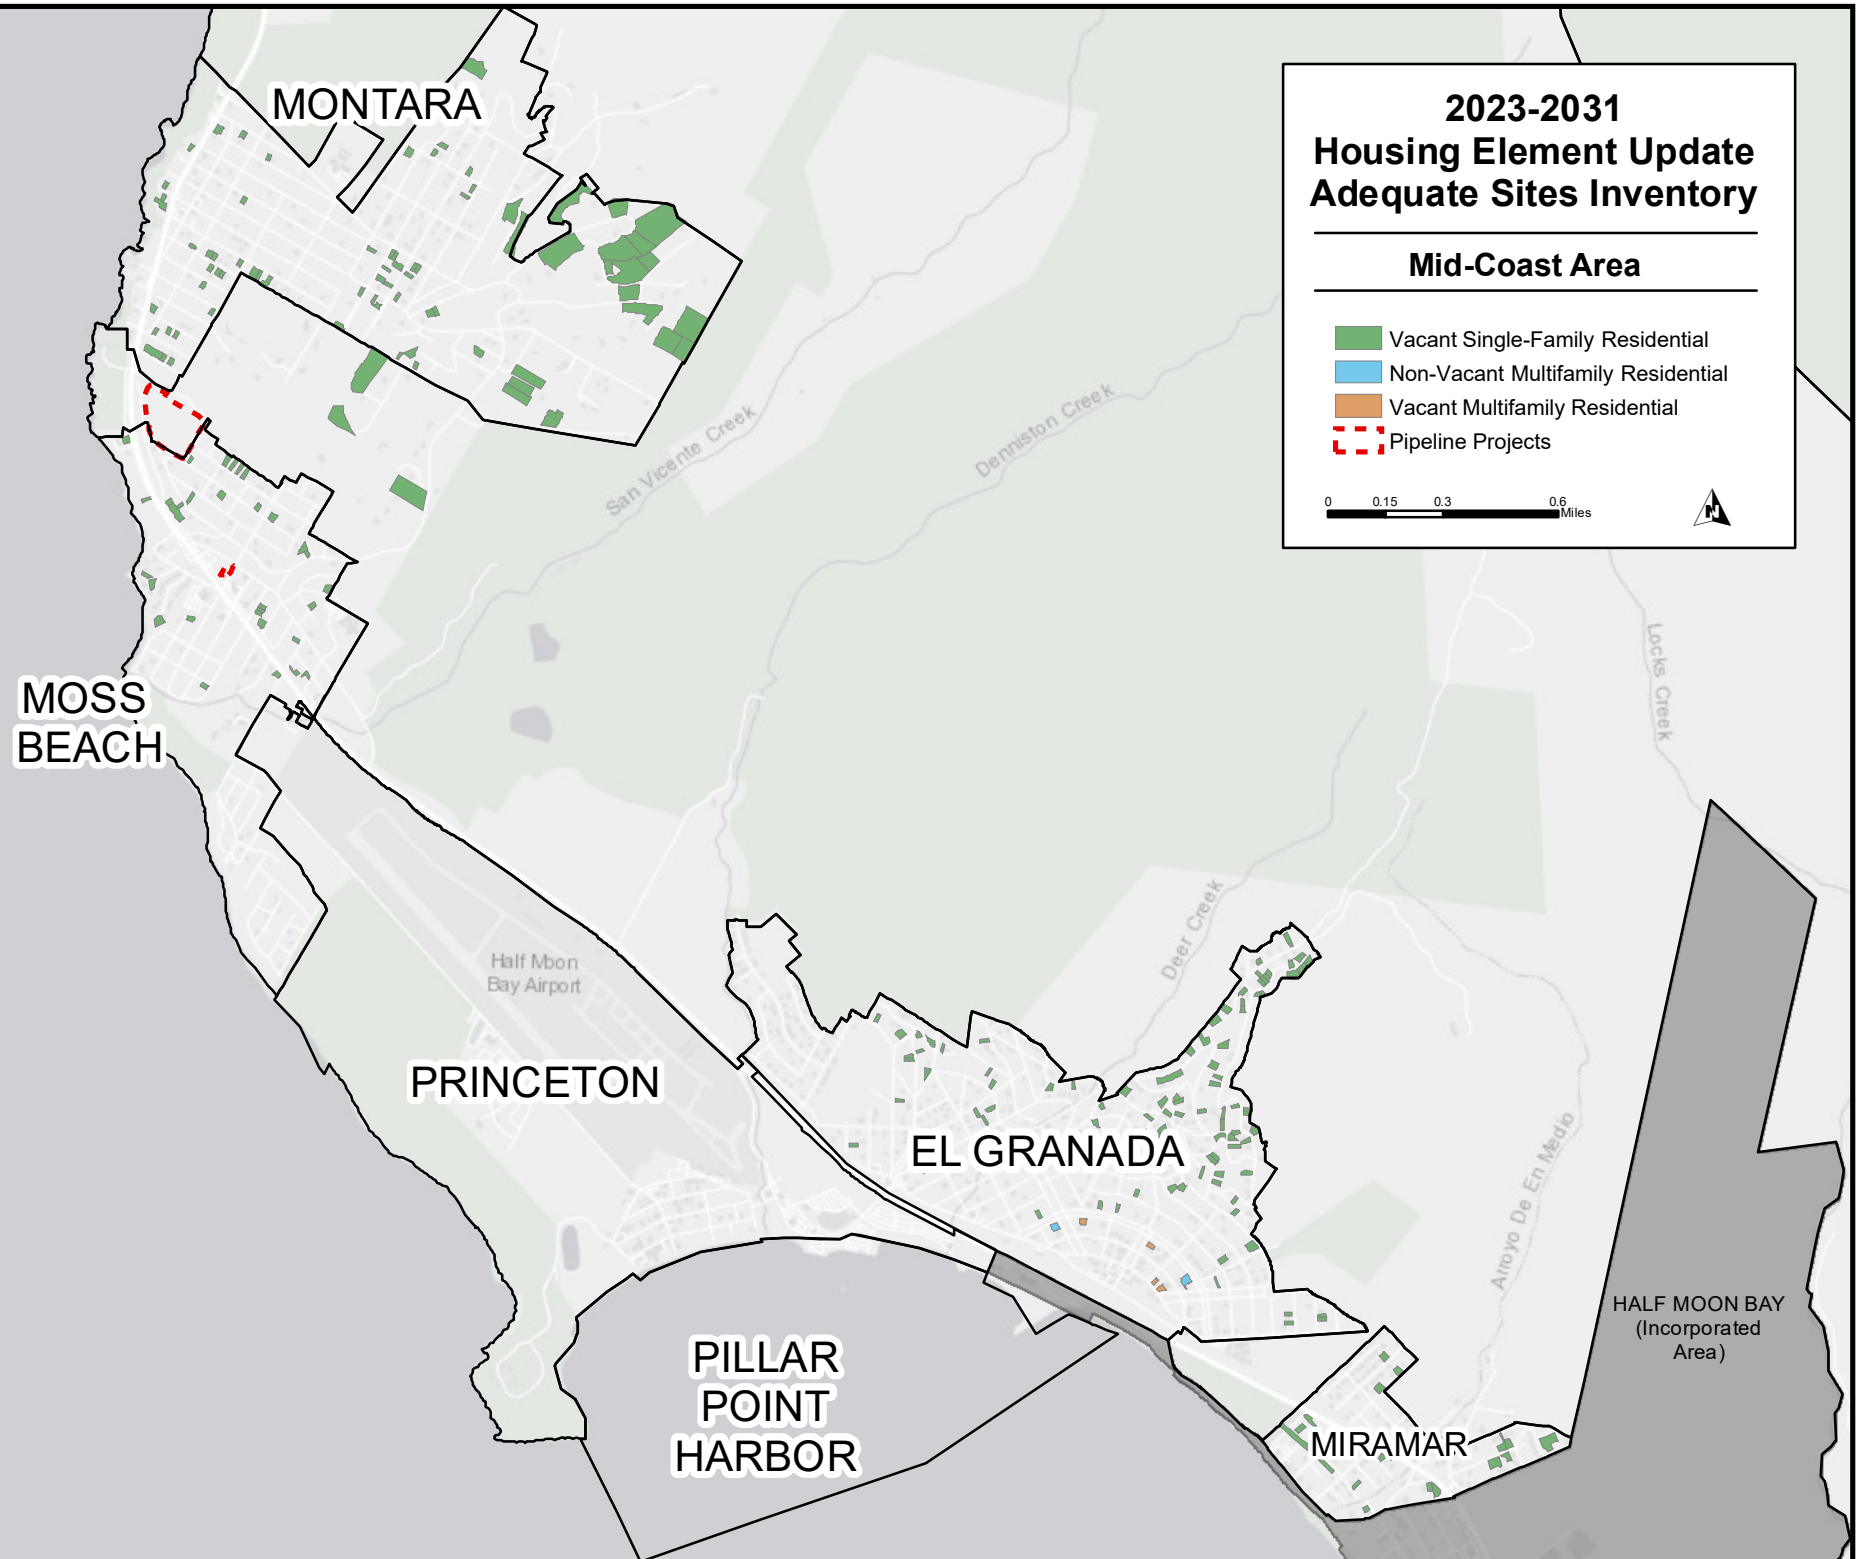 MONTARA
2023-2031
Housing Element Update
Adequate Sites Inventory
Mid-Coast Area
Vacant Single-Family Residential
Non-Vacant Multifamily Residential
Vacant Multifamily Residential
Pipeline Projects
0 0.15 0.3 0.6
Miles
N
San Vicente Creek
Denniston Creek
Locks Creek
MOSS
BEACH
Half Moon
Bay Airport
Deer Creek
PRINCETON
EL GRANADA
Arroyo De En Medio
HALF MOON BAY
(Incorporated
Area)
PILLAR
POINT
HARBOR
MIRAMAR